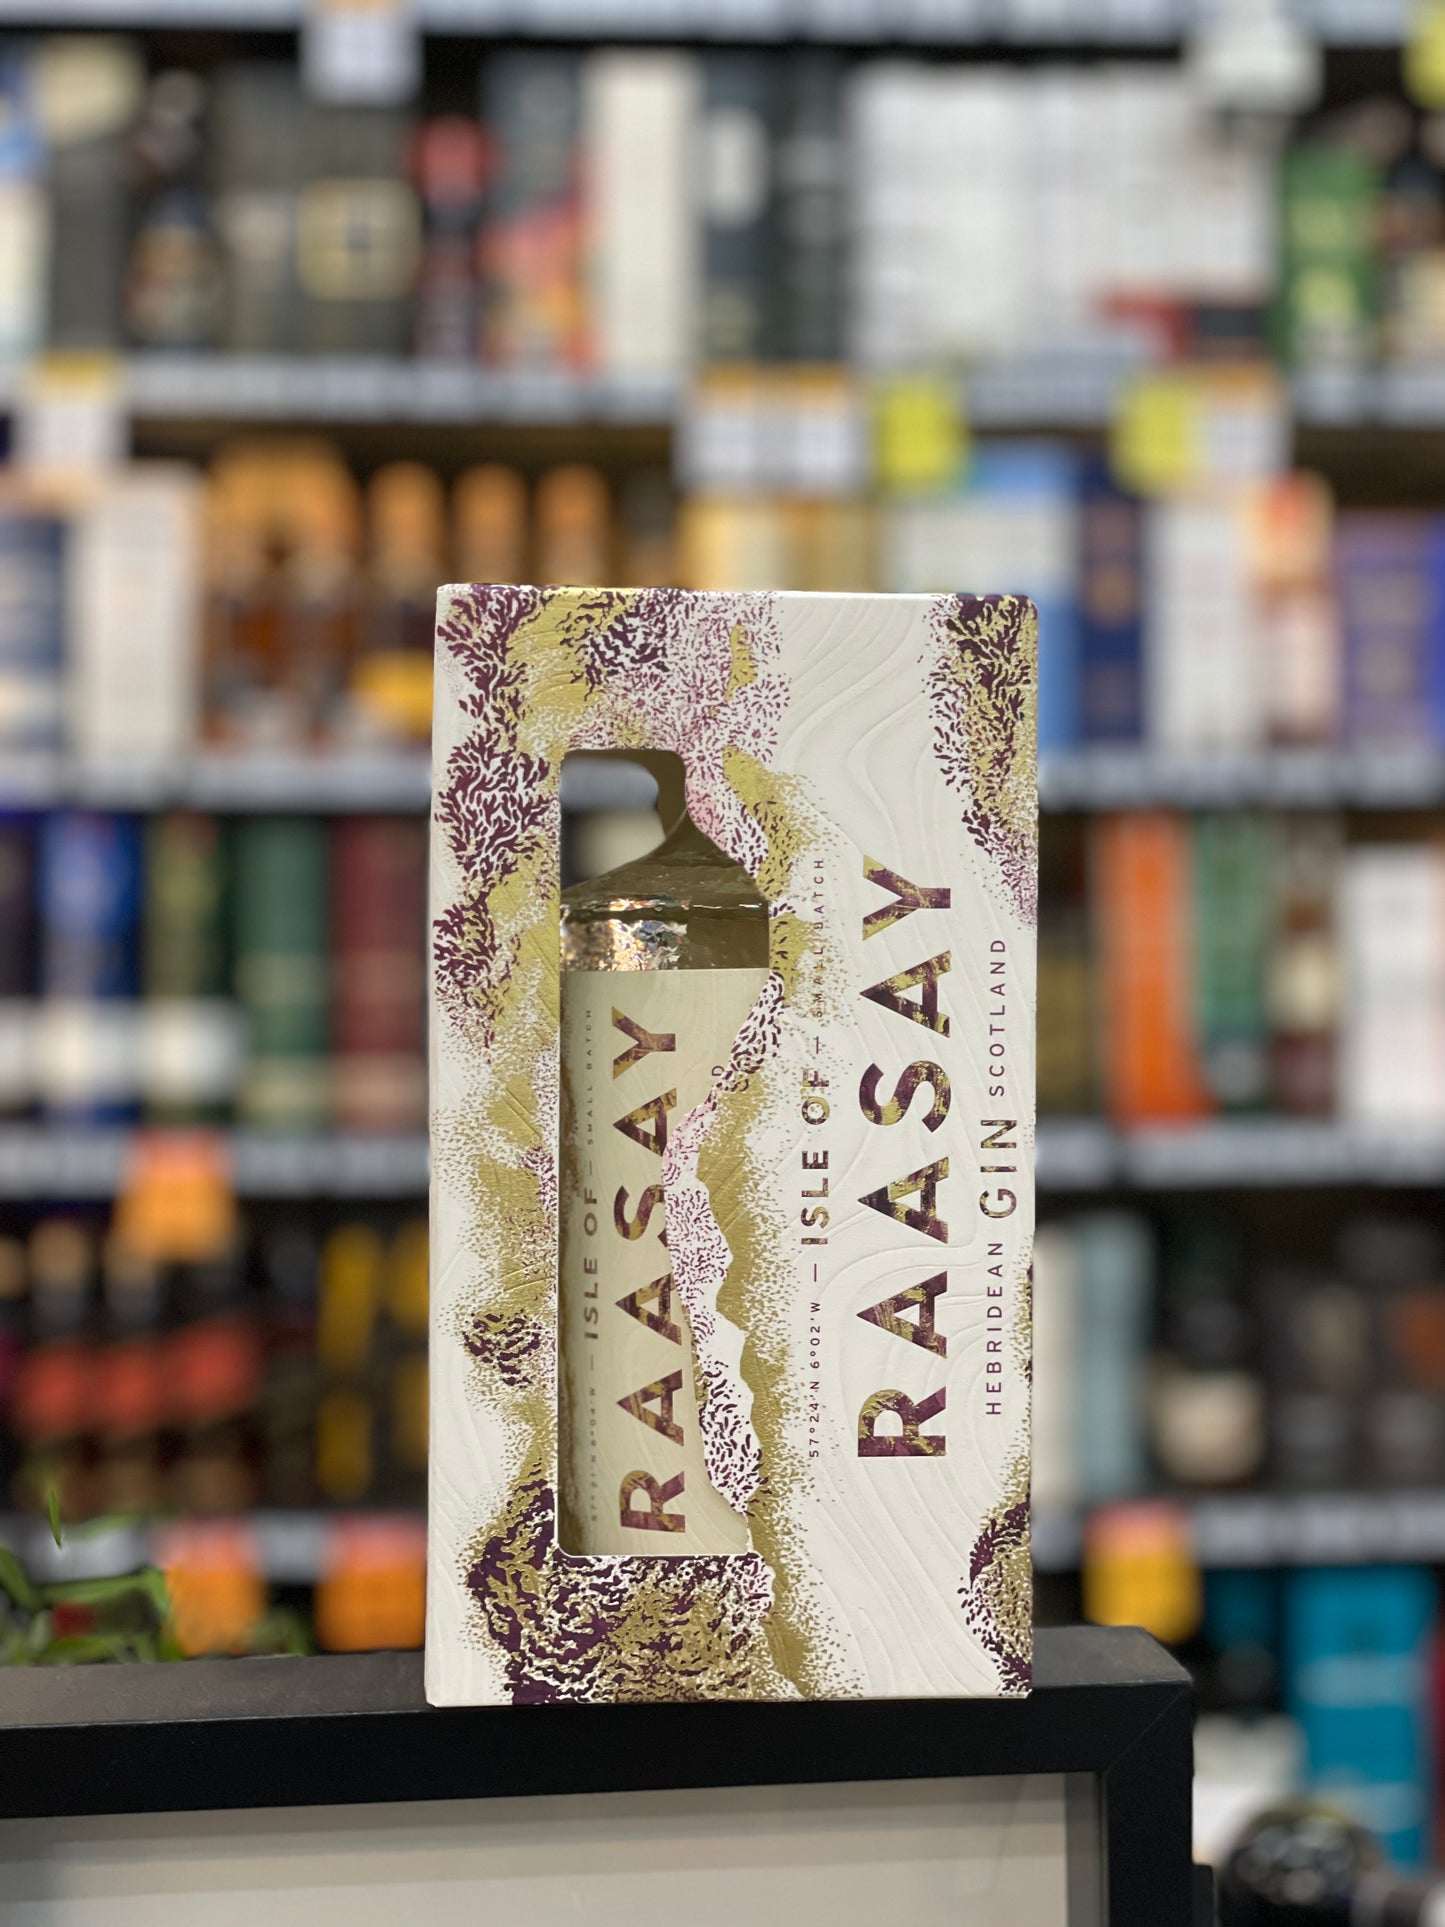 57°24'N 6°02'W — ISLE OF — SMALL BATCH
RAASAY
HEBRIDEAN GIN SCOTLAND
— ISLE OF — SMALL BATCH
RAASAY